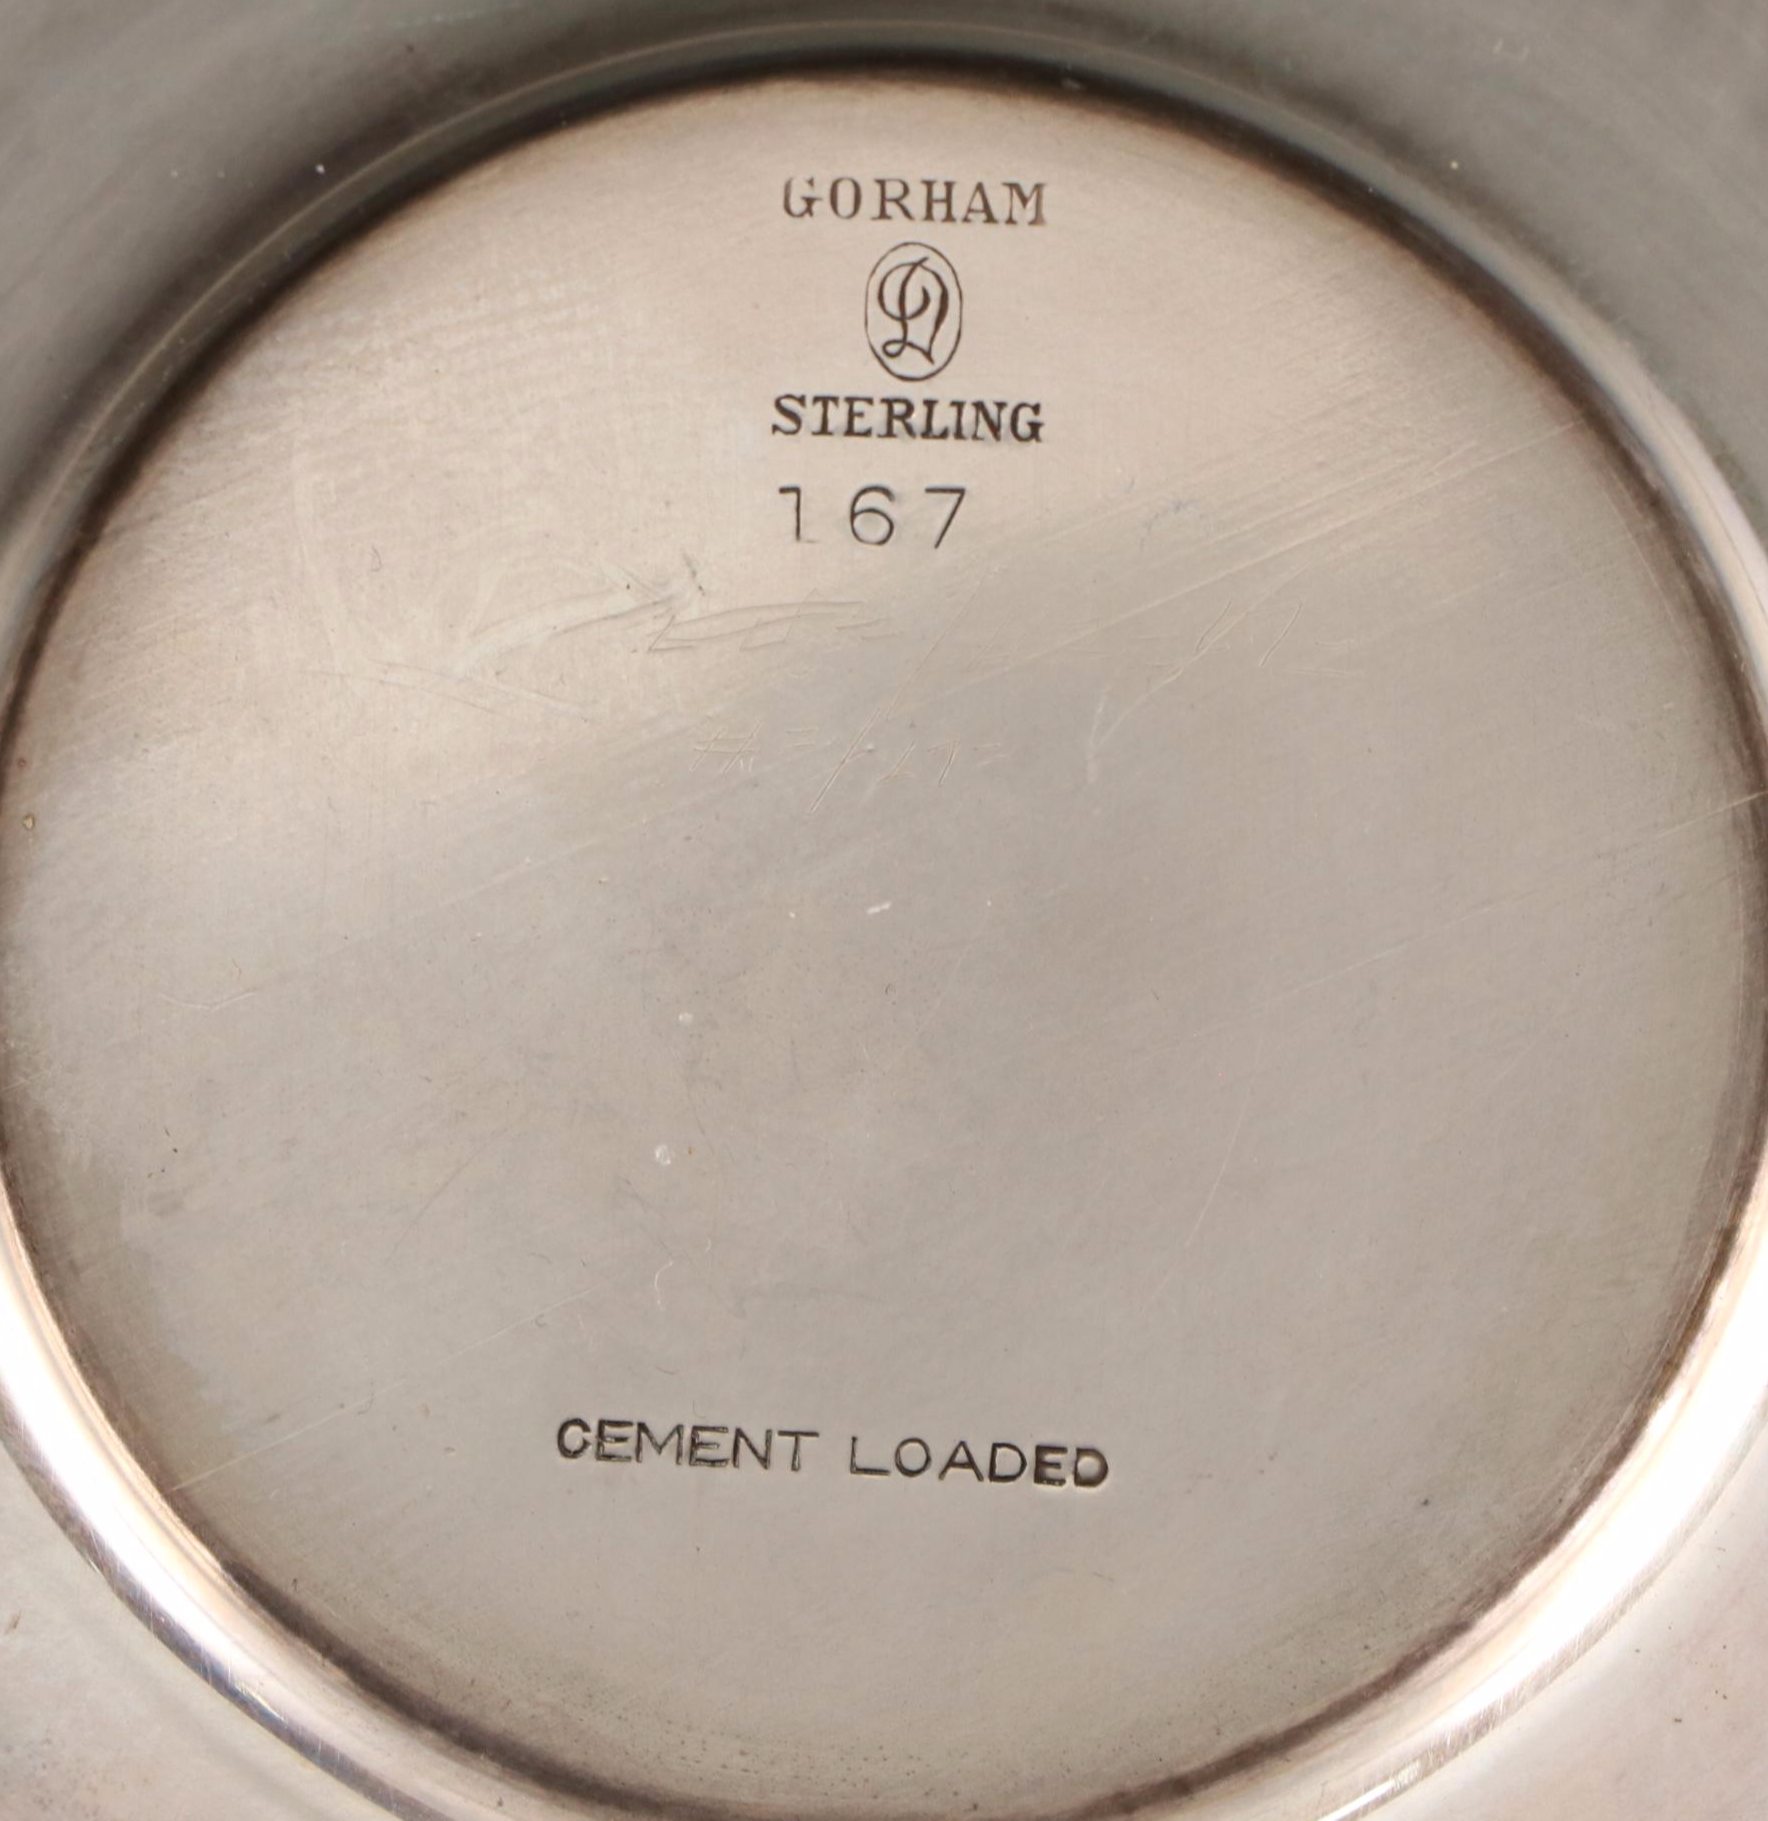 GORHAM
D
STERLING
167
CEMENT LOADED